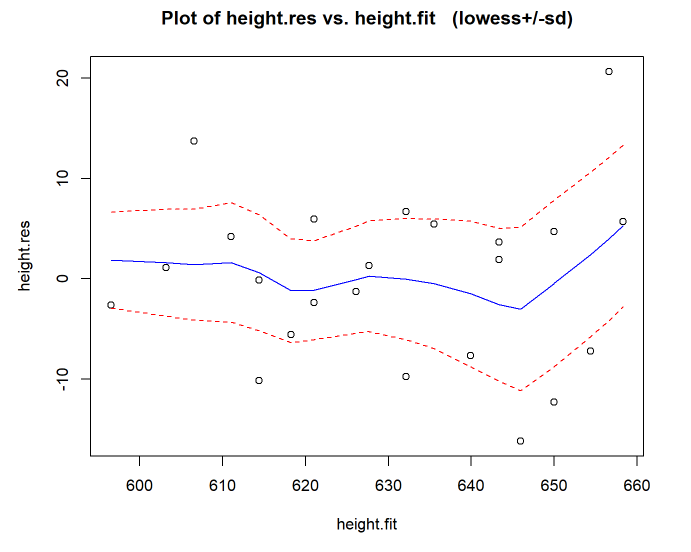 Plot of height.res vs. height.fit (lowess+/-sd)
20
10
0
-10
height.res
600 610 620 630 640 650 660
height.fit